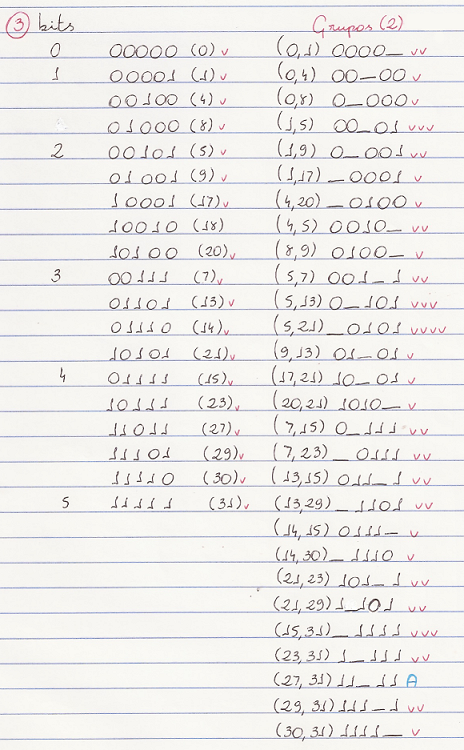 ③ bits Grupos (2)
0 00000 (0) v (0,1) 0000_ vv
1 00001 (1) v (0,4) 00_00 vv
00100 (4) v (0,8) 0_000 v
01000 (8) v (1,5) 00_01 vvv
2 00101 (5) v (1,9) 0_001 vv
01001 (9) v (1,17) _0001 v
10001 (17) v (4,20) _0100 v
10010 (18) (4,5) 0010_ vv
10100 (20) v (8,9) 0100_ v
3 00111 (7) v (5,7) 001_1 vv
01101 (13) v (5,13) 0_101 vvv
01110 (14) v (5,21) _0101 vvvv
10101 (21) v (9,13) 01_01 v
4 01111 (15) v (17,21) 10_01 v
10111 (23) v (20,21) 1010_ v
11011 (27) v (7,15) 0_111 vv
11101 (29) v (7,23) _0111 vv
11110 (30) v (13,15) 011_1 vv
5 11111 (31) v (13,29) _1101 vv
(14,15) 0111_ v
(14,30) _1110 v
(21,23) 101_1 vv
(21,29) 1_101 vv
(15,31) _1111 vvv
(23,31) 1_111 vv
(27,31) 11_11 A
(29,31) 111_1 vv
(30,31) 1111_ v